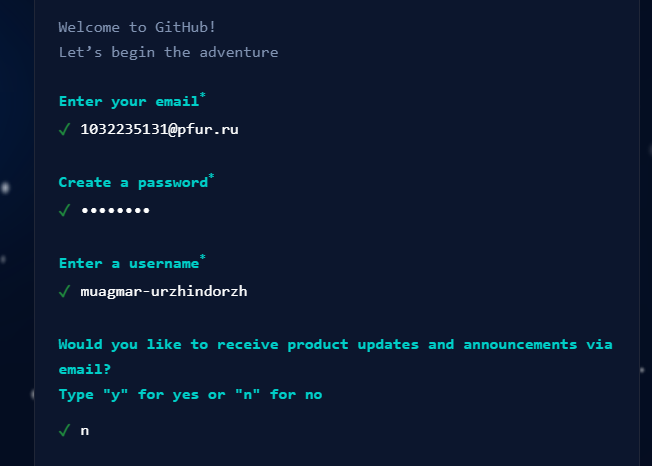 Welcome to GitHub!
Let’s begin the adventure
Enter your email*
✓ 1032235131@pfur.ru
Create a password*
✓ ••••••••
Enter a username*
✓ muagmar-urzhindorzh
Would you like to receive product updates and announcements via
email?
Type "y" for yes or "n" for no
✓ n